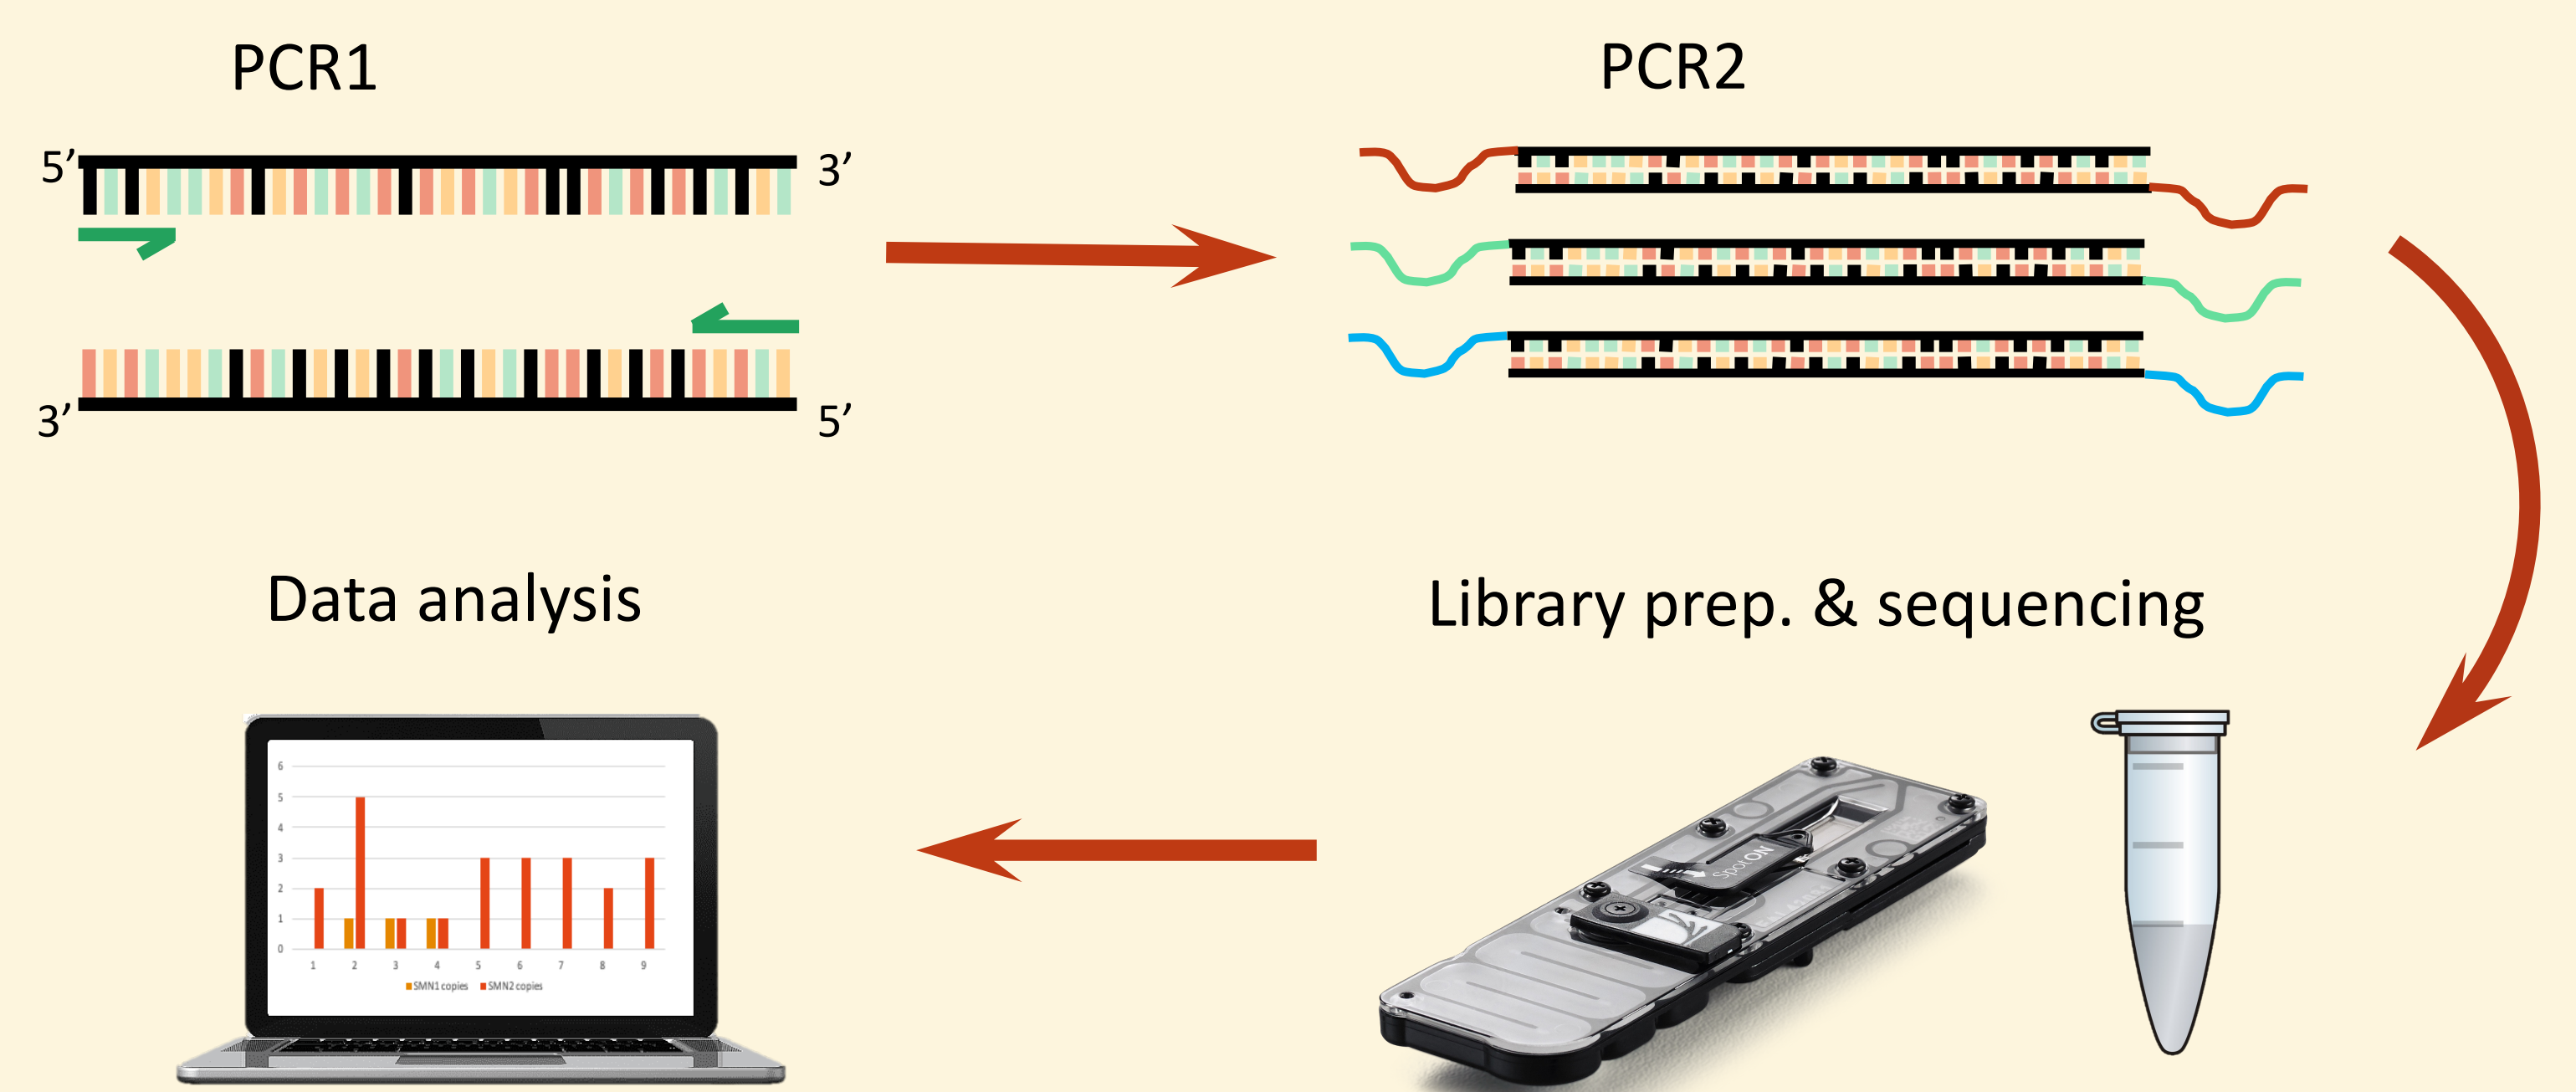 PCR1
PCR2
5’
3’
3’
5’
Data analysis
Library prep. & sequencing
6
5
4
3
2
1
0
1 2 3 4 5 6 7 8 9
SMN1 copies SMN2 copies
SpotON